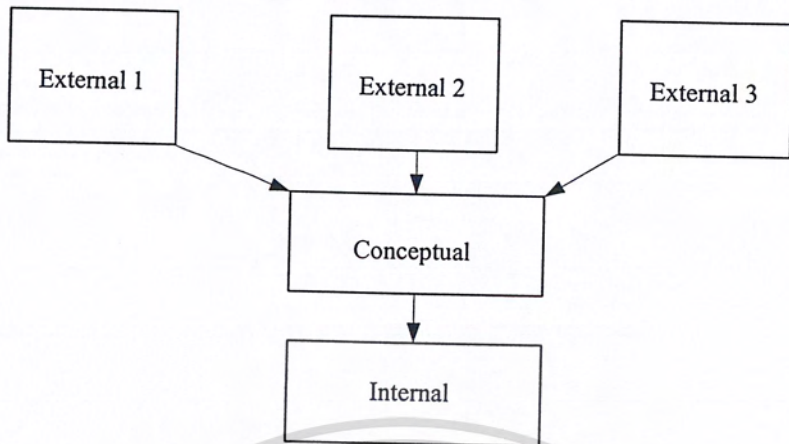 External 1
External 2
External 3
Conceptual
Internal